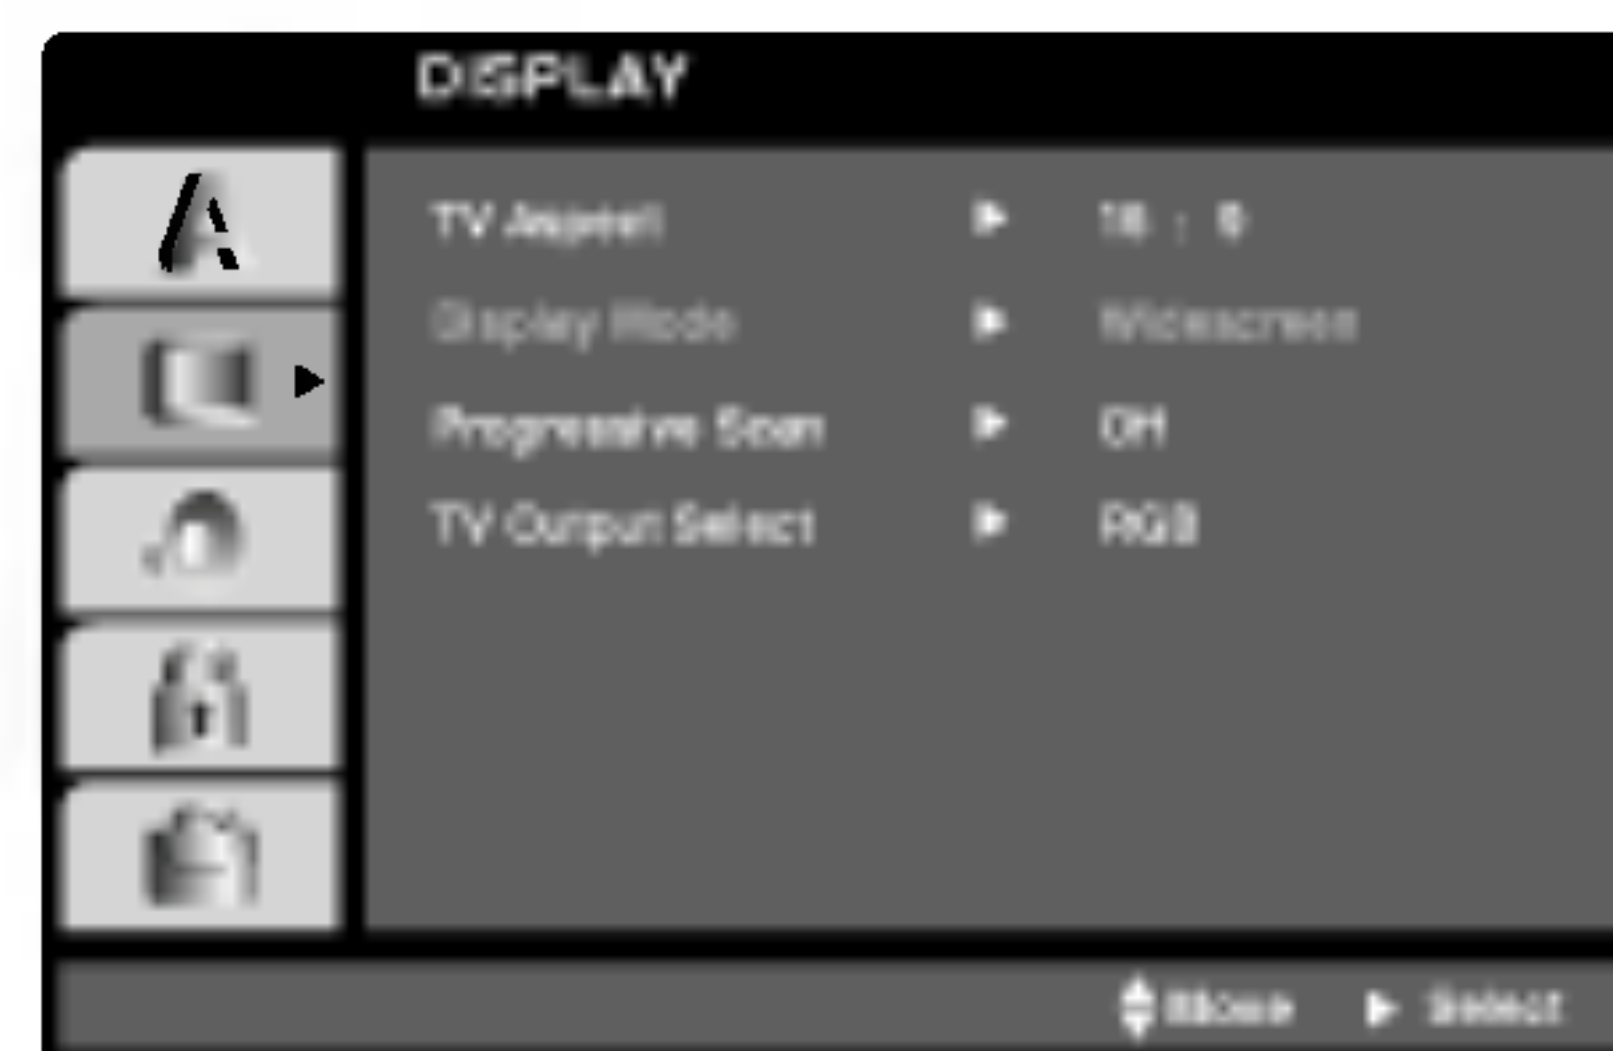 DISPLAY
TV Aspect ► 16 : 9
Display Mode ► Widescreen
Progressive Scan ► Off
TV Output Select ► RGB
Move ► Select